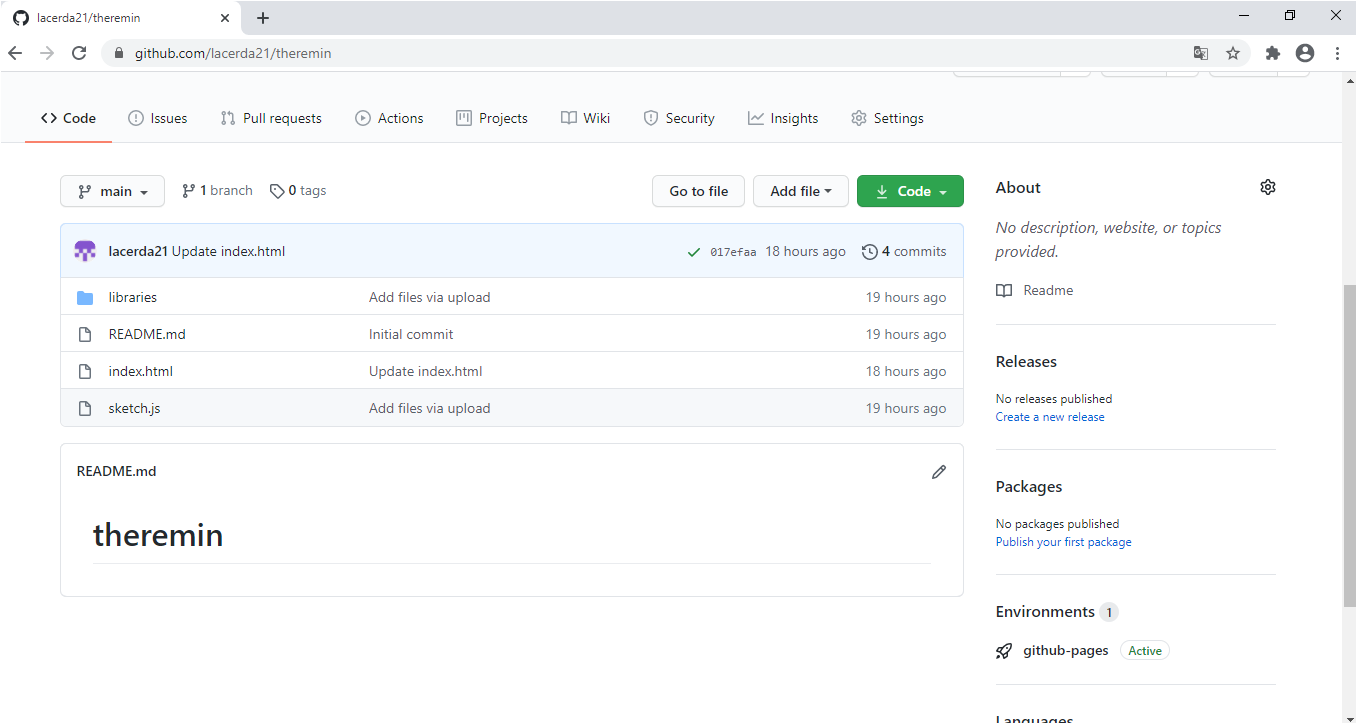 lacerda21/theremin
github.com/lacerda21/theremin
Code Issues Pull requests Actions Projects Wiki Security Insights Settings
main 1 branch 0 tags Go to file Add file Code
lacerda21 Update index.html 017efaa 18 hours ago 4 commits
libraries Add files via upload 19 hours ago
README.md Initial commit 19 hours ago
index.html Update index.html 18 hours ago
sketch.js Add files via upload 19 hours ago
README.md
theremin
About
No description, website, or topics
provided.
Readme
Releases
No releases published
Create a new release
Packages
No packages published
Publish your first package
Environments 1
github-pages Active
Languages